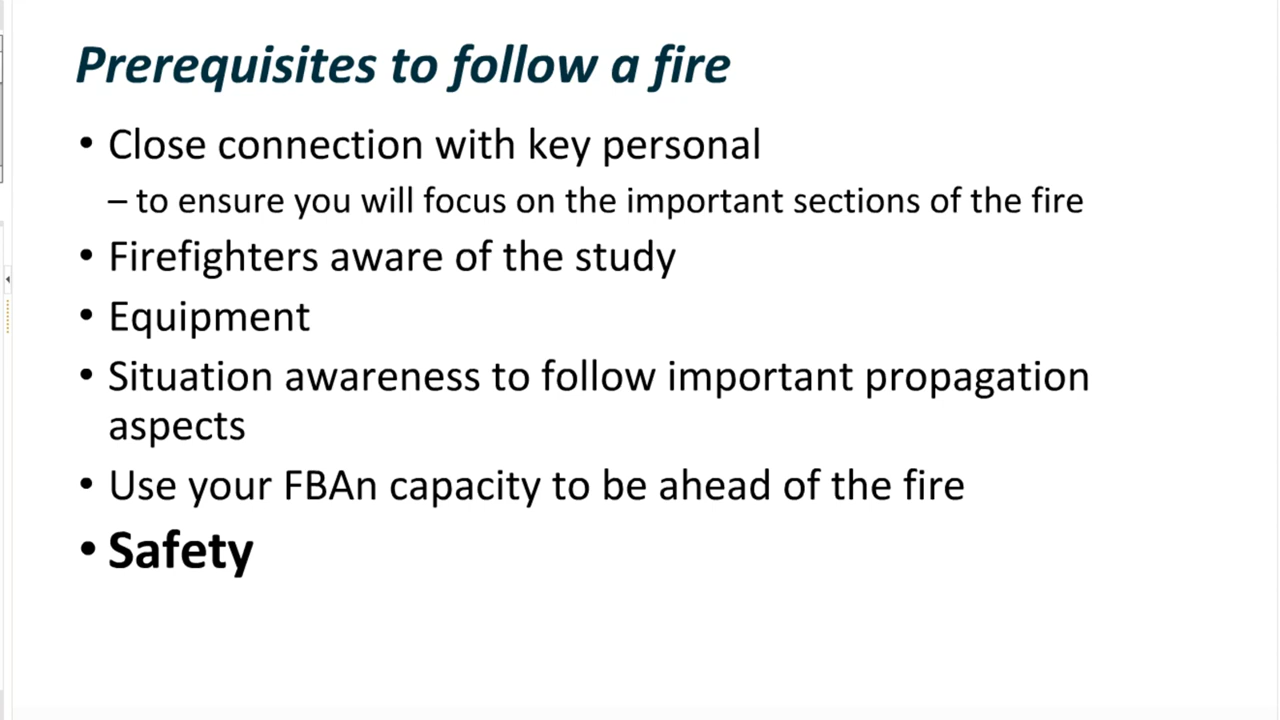 Prerequisites to follow a fire
• Close connection with key personal
– to ensure you will focus on the important sections of the fire
• Firefighters aware of the study
• Equipment
• Situation awareness to follow important propagation
aspects
• Use your FBAn capacity to be ahead of the fire
• Safety